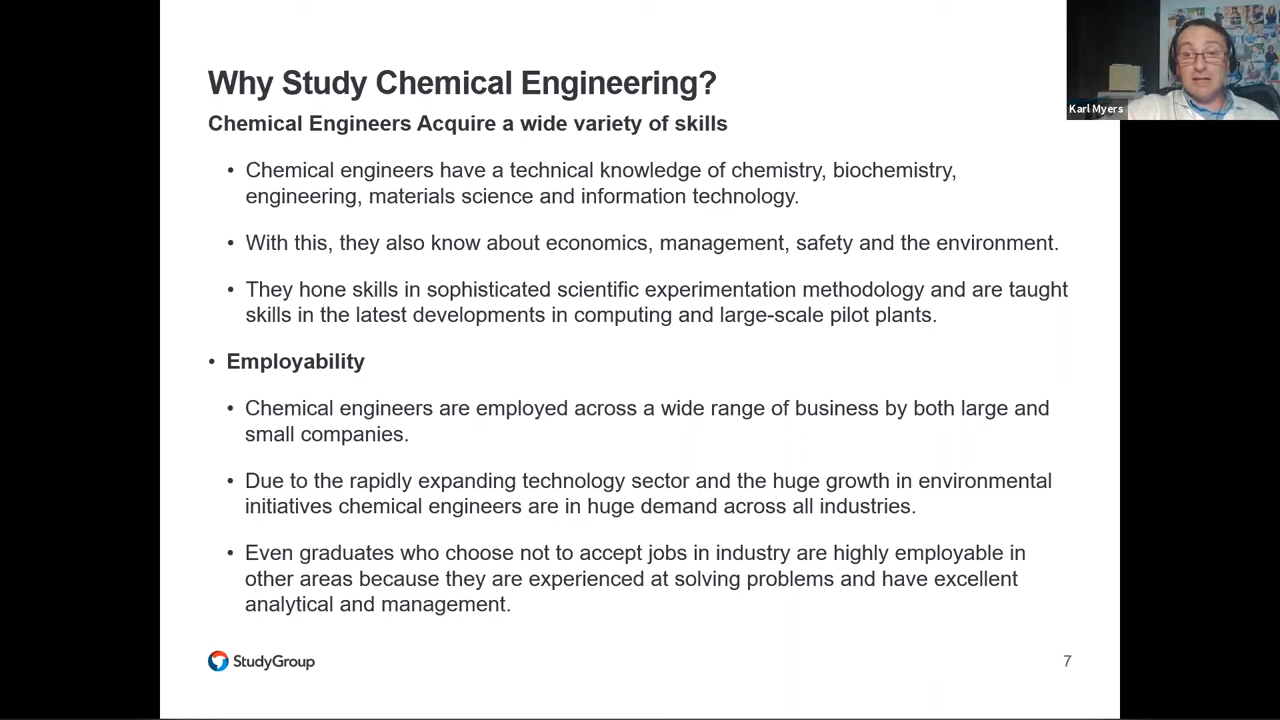 Why Study Chemical Engineering?
Chemical Engineers Acquire a wide variety of skills
• Chemical engineers have a technical knowledge of chemistry, biochemistry,
engineering, materials science and information technology.
• With this, they also know about economics, management, safety and the environment.
• They hone skills in sophisticated scientific experimentation methodology and are taught
skills in the latest developments in computing and large-scale pilot plants.
• Employability
• Chemical engineers are employed across a wide range of business by both large and
small companies.
• Due to the rapidly expanding technology sector and the huge growth in environmental
initiatives chemical engineers are in huge demand across all industries.
• Even graduates who choose not to accept jobs in industry are highly employable in
other areas because they are experienced at solving problems and have excellent
analytical and management.
StudyGroup
7
Karl Myers